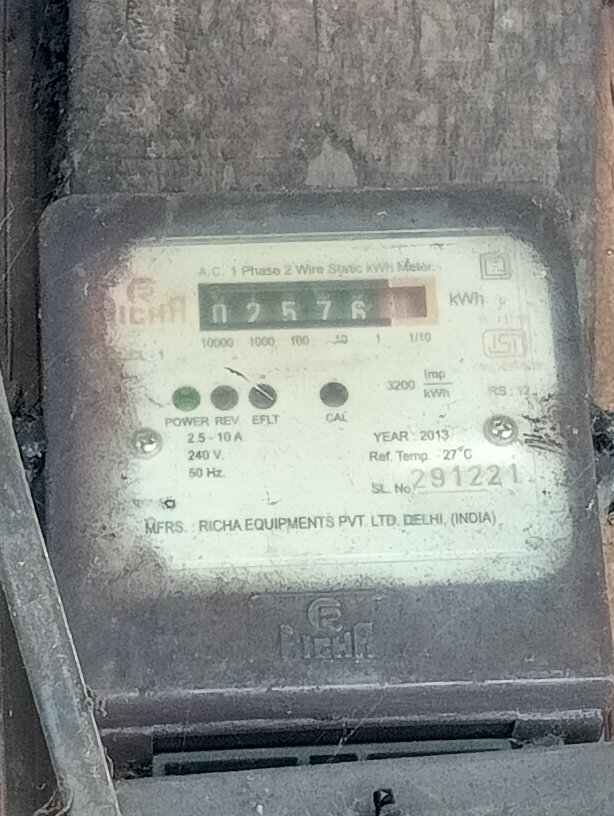 A.C. 1 Phase 2 Wire Static kWh Meter
RICHA
0 2 5 7 6
kWh
10000 1000 100 10 1 1/10
3200 Imp/kWh
POWER REV. EFLT CAL
2.5 - 10 A
240 V.
50 Hz.
YEAR : 2013
Ref. Temp. - 27°C
SL. No 291221
MFRS. : RICHA EQUIPMENTS PVT. LTD. DELHI, (INDIA)
RICHA